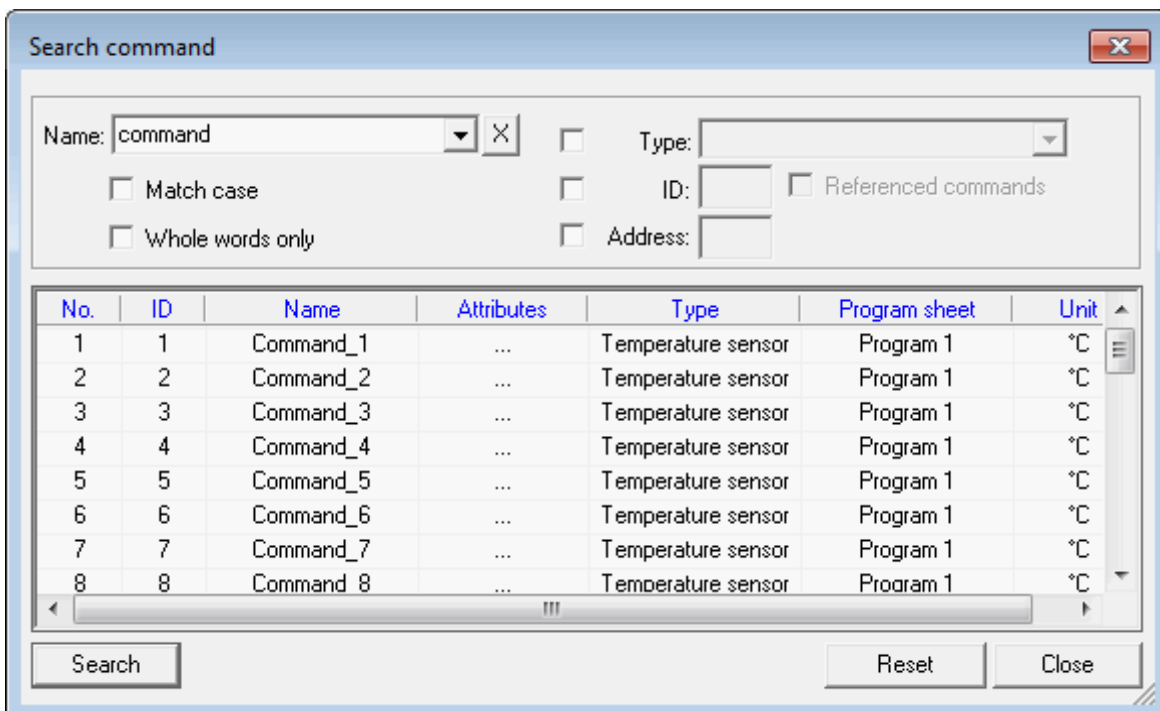 Search command
Name: command X Type:
Match case ID: Referenced commands
Whole words only Address:
No. ID Name Attributes Type Program sheet Unit
1 1 Command_1 ... Temperature sensor Program 1 °C
2 2 Command_2 ... Temperature sensor Program 1 °C
3 3 Command_3 ... Temperature sensor Program 1 °C
4 4 Command_4 ... Temperature sensor Program 1 °C
5 5 Command_5 ... Temperature sensor Program 1 °C
6 6 Command_6 ... Temperature sensor Program 1 °C
7 7 Command_7 ... Temperature sensor Program 1 °C
8 8 Command_8 ... Temperature sensor Program 1 °C
Search Reset Close